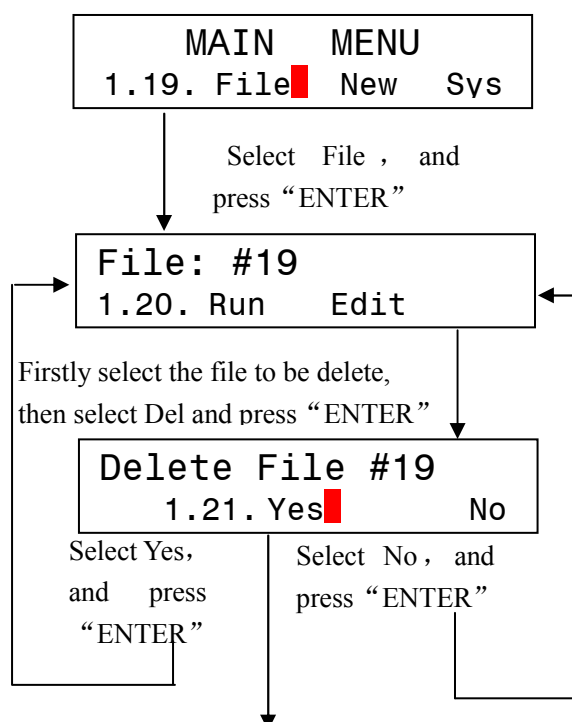 MAIN MENU
1.19. File New Sys
Select File , and
press “ENTER”
File: #19
1.20. Run Edit
Firstly select the file to be delete,
then select Del and press “ENTER”
Delete File #19
1.21. Yes No
Select Yes,
and press
“ENTER”
Select No, and
press “ENTER”